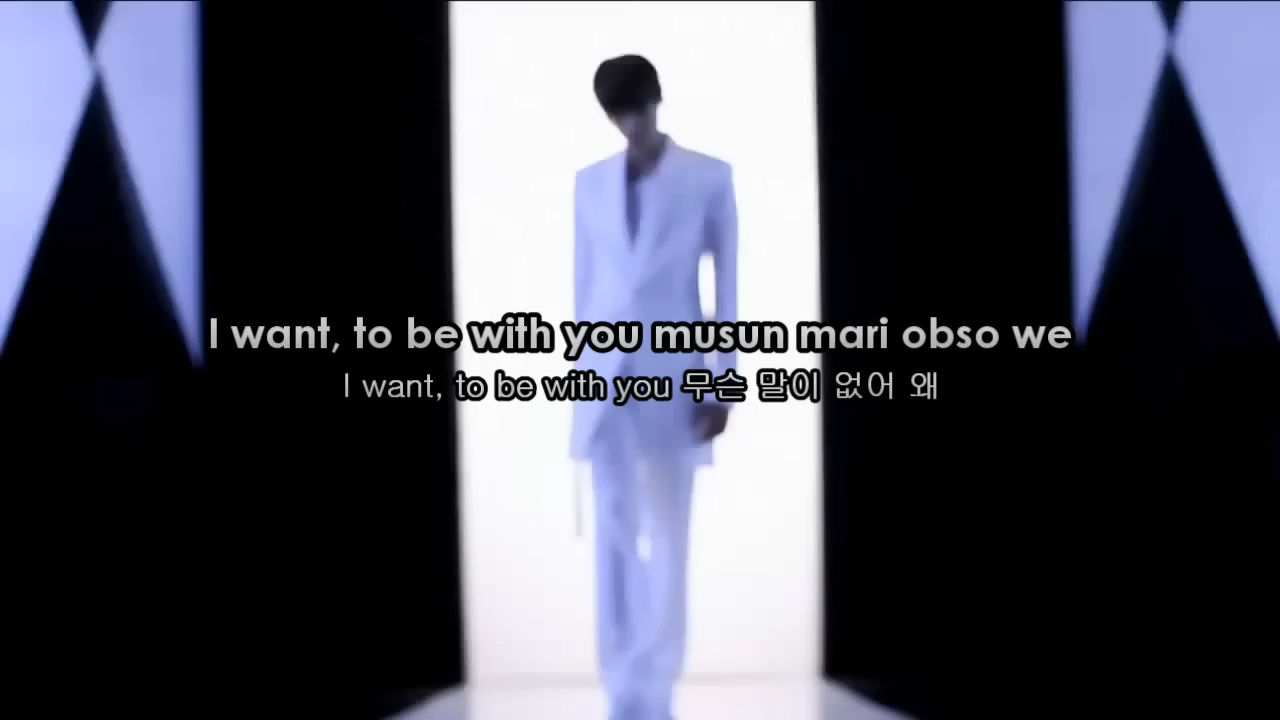 I want, to be with you musun mari obso we
I want, to be with you 무슨 말이 없어 왜